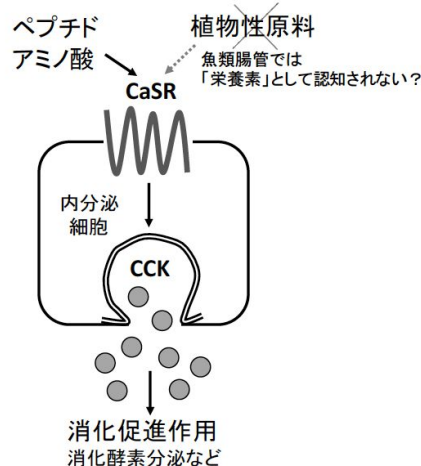 ペプチド
アミノ酸
植物性原料
魚類腸管では
「栄養素」として認知されない？
CaSR
内分泌
細胞
CCK
消化促進作用
消化酵素分泌など